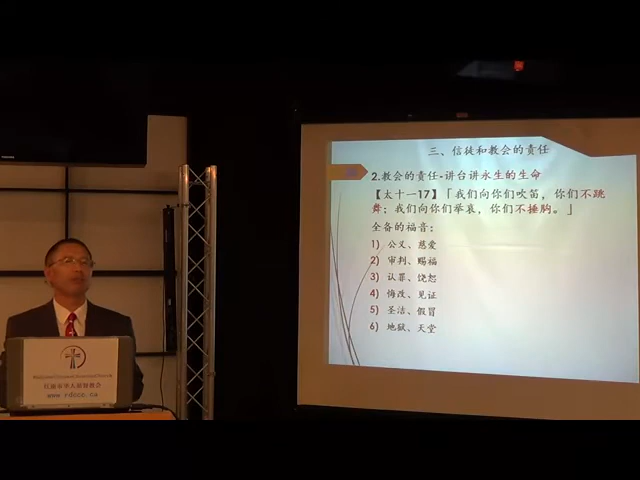 三、信徒和教会的责任
2.教会的责任-讲台讲永生的生命
【太十一17】「我们向你们吹笛,你们不跳
舞;我们向你们举哀,你们不捶胸。」
全备的福音:
1) 公义、慈爱
2) 审判、赐福
3) 认罪、饶恕
4) 悔改、见证
5) 圣洁、假冒
6) 地狱、天堂
www.rdccc.ca